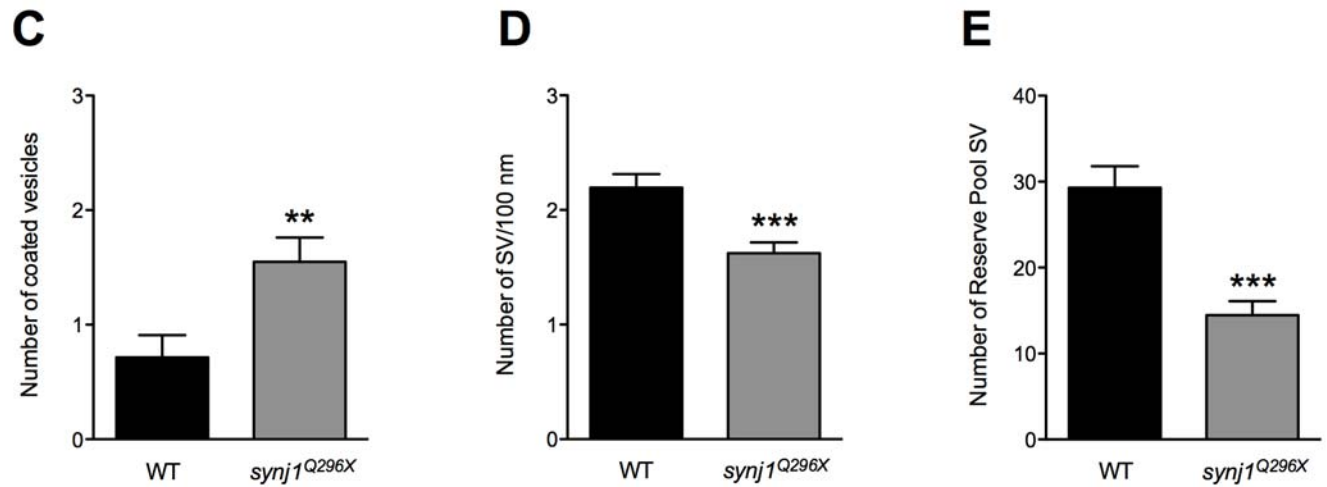 C
Number of coated vesicles
3
2
1
0
**
WT
synj1Q296X
D
Number of SV/100 nm
3
2
1
0
***
WT
synj1Q296X
E
Number of Reserve Pool SV
40
30
20
10
0
***
WT
synj1Q296X